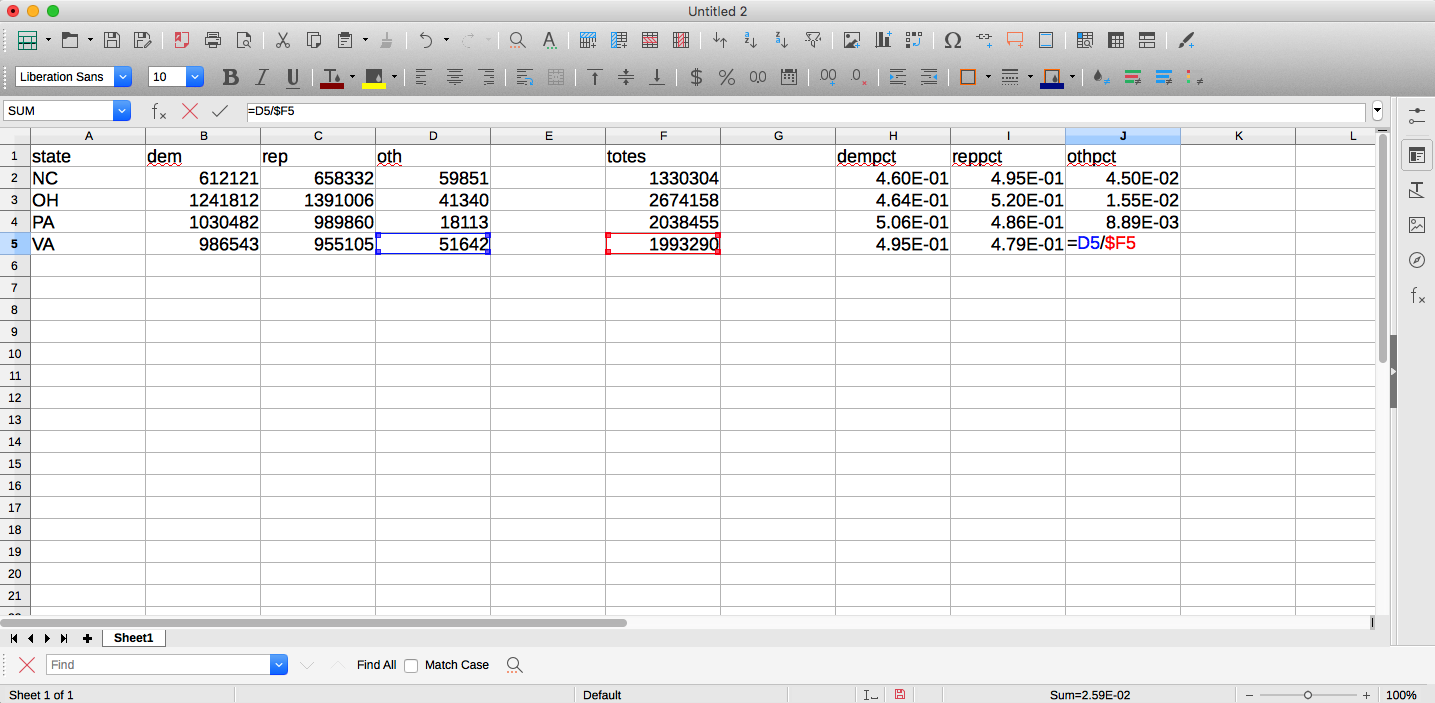 Untitled 2
Liberation Sans 10 B I U $ % 0,0 .00 .0
SUM fx =D5/$F5
A B C D E F G H I J K L
1 state dem rep oth totes dempct reppct othpct
2 NC 612121 658332 59851 1330304 4.60E-01 4.95E-01 4.50E-02
3 OH 1241812 1391006 41340 2674158 4.64E-01 5.20E-01 1.55E-02
4 PA 1030482 989860 18113 2038455 5.06E-01 4.86E-01 8.89E-03
5 VA 986543 955105 51642 1993290 4.95E-01 4.79E-01 =D5/$F5
6
7
8
9
10
11
12
13
14
15
16
17
18
19
20
21
Sheet1
Find Find All Match Case
Sheet 1 of 1 Default Sum=2.59E-02 100%